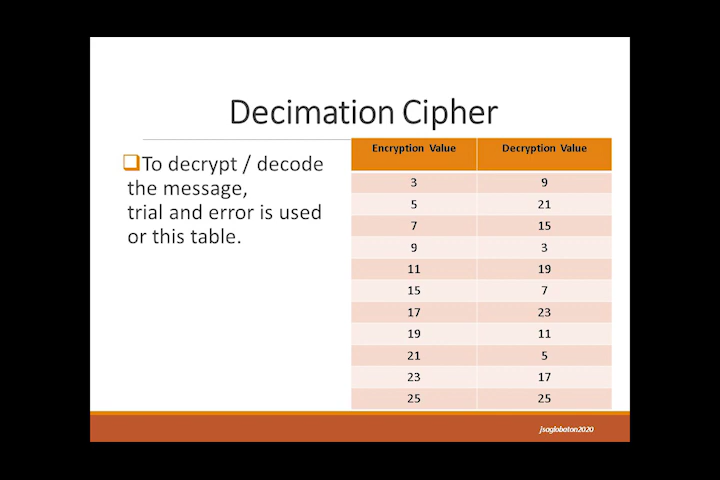 Decimation Cipher
❑To decrypt / decode
the message,
trial and error is used
or this table.
Encryption Value Decryption Value
3 9
5 21
7 15
9 3
11 19
15 7
17 23
19 11
21 5
23 17
25 25
jsaglobaton2020